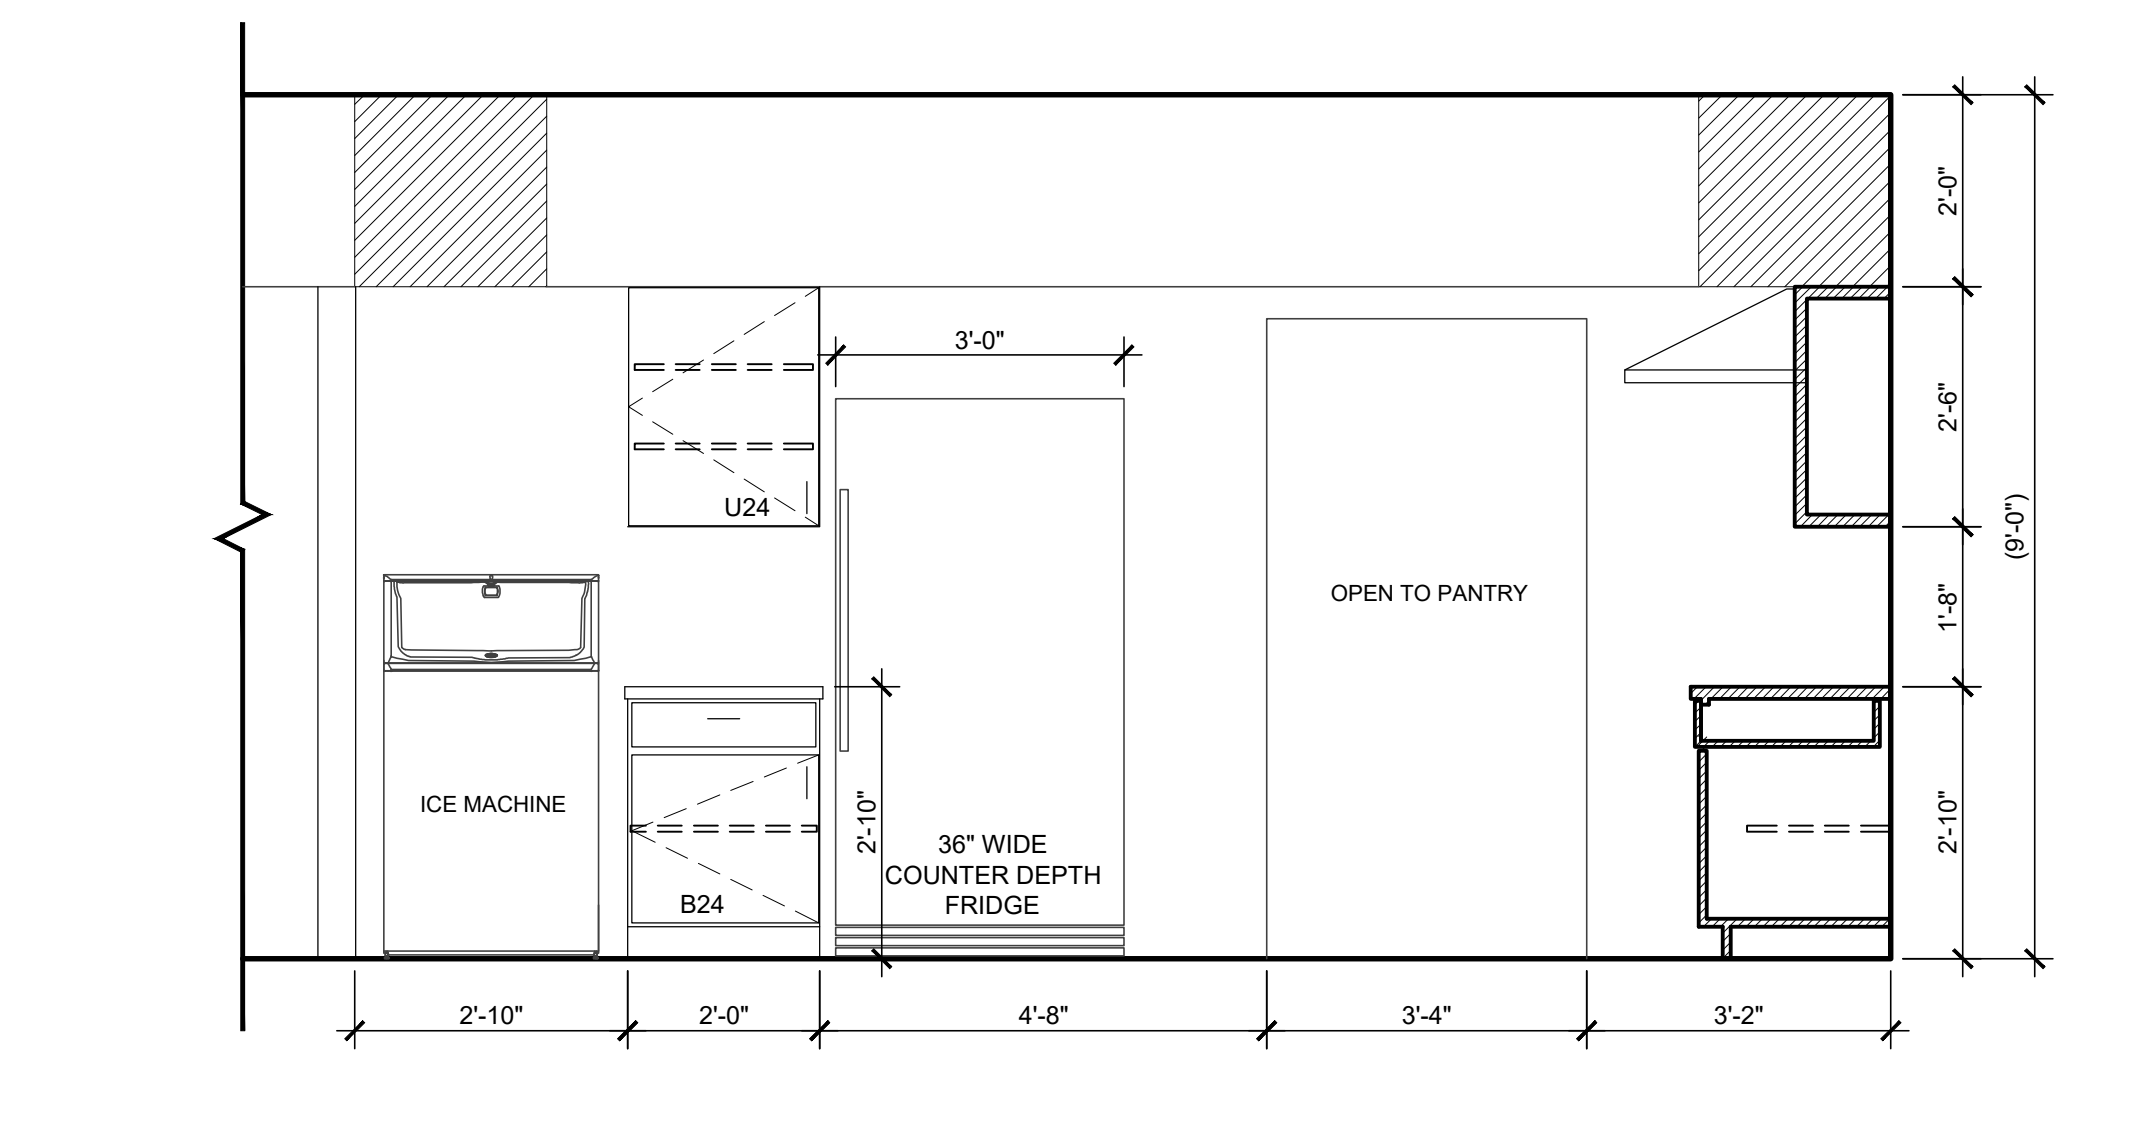 2'-0"
3'-0"
2'-6"
U24
(9'-0")
OPEN TO PANTRY
1'-8"
ICE MACHINE
2'-10"
36" WIDE
COUNTER DEPTH
FRIDGE
B24
2'-10"
2'-10"
2'-0"
4'-8"
3'-4"
3'-2"